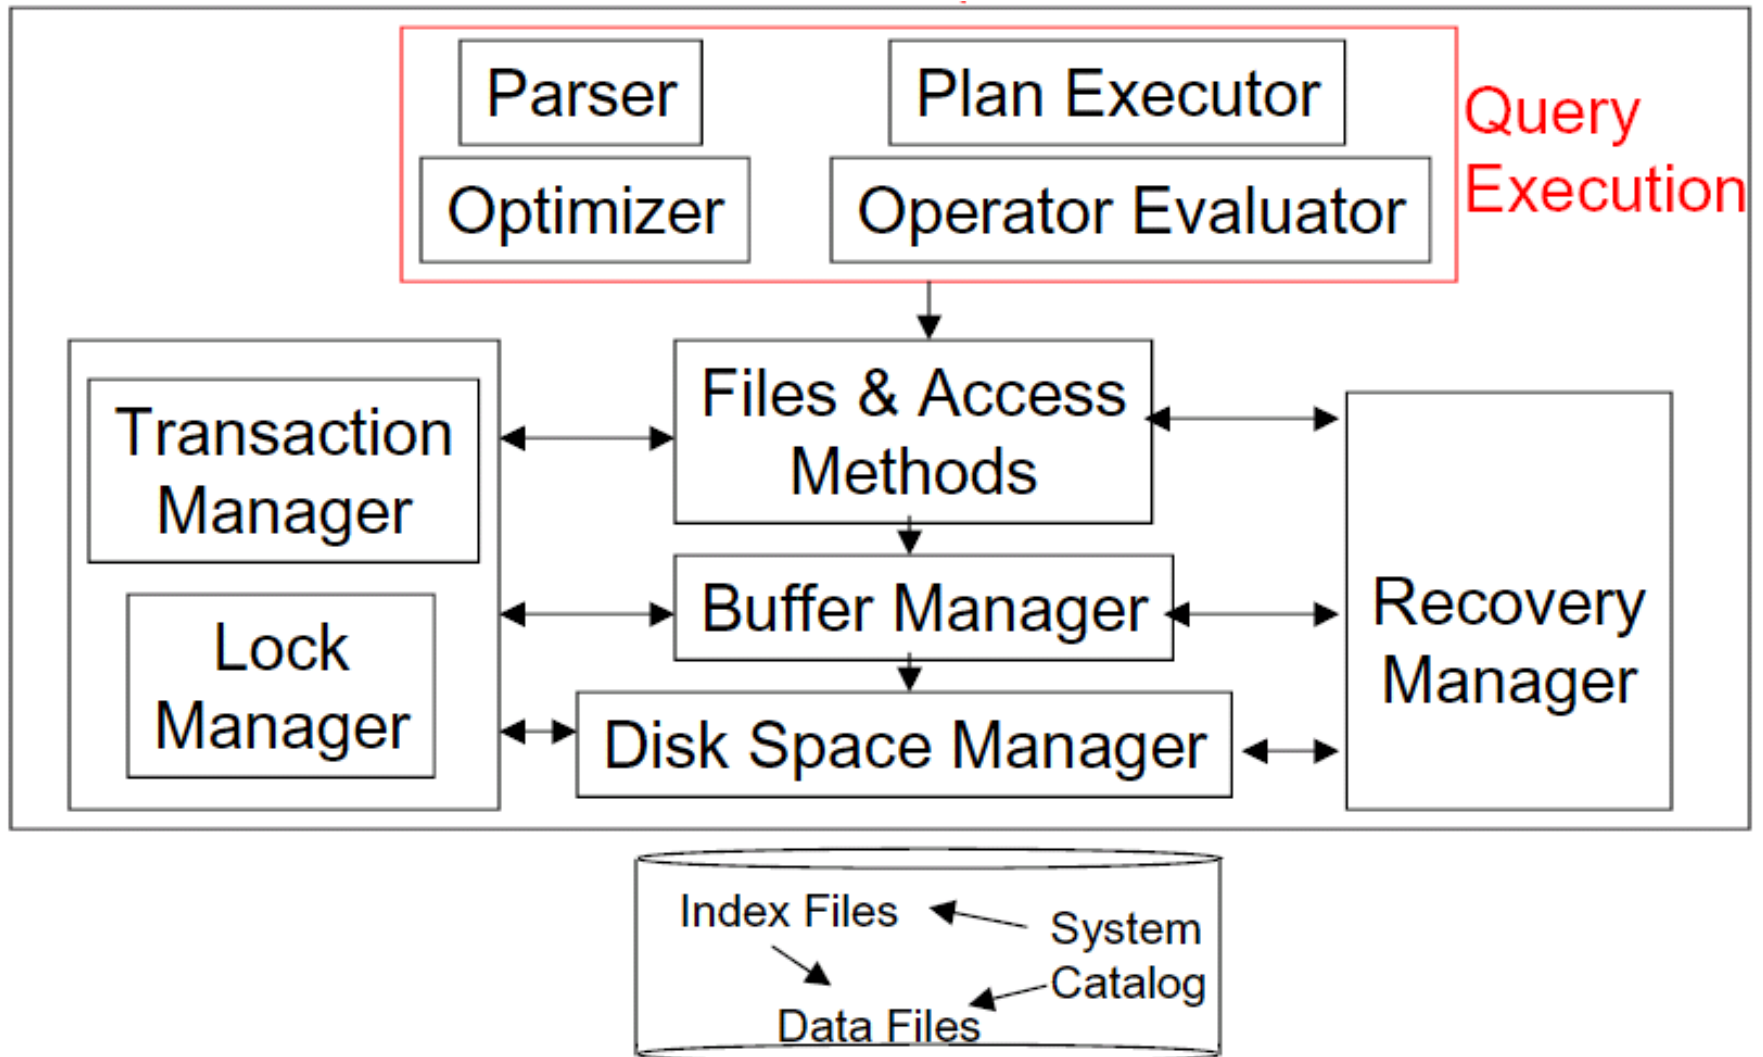 Parser
Plan Executor
Query
Execution
Optimizer
Operator Evaluator
Transaction
Manager
Files & Access
Methods
Lock
Manager
Buffer Manager
Recovery
Manager
Disk Space Manager
Index Files
System
Catalog
Data Files